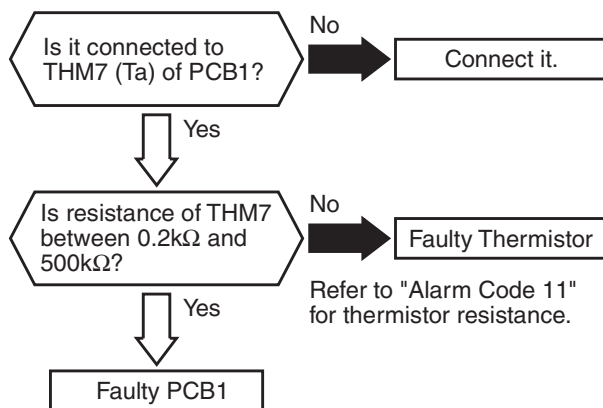 Is it connected to
THM7 (Ta) of PCB1?
No
Connect it.
Yes
Is resistance of THM7
between 0.2kΩ and
500kΩ?
No
Faulty Thermistor
Refer to "Alarm Code 11"
for thermistor resistance.
Yes
Faulty PCB1